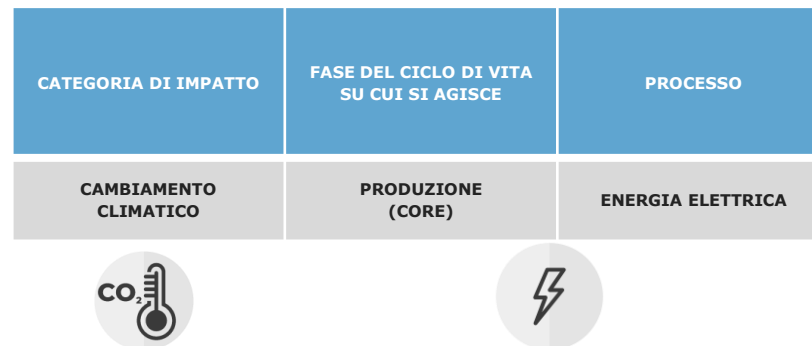 CATEGORIA DI IMPATTO
FASE DEL CICLO DI VITA
SU CUI SI AGISCE
PROCESSO
CAMBIAMENTO
CLIMATICO
PRODUZIONE
(CORE)
ENERGIA ELETTRICA
CO₂